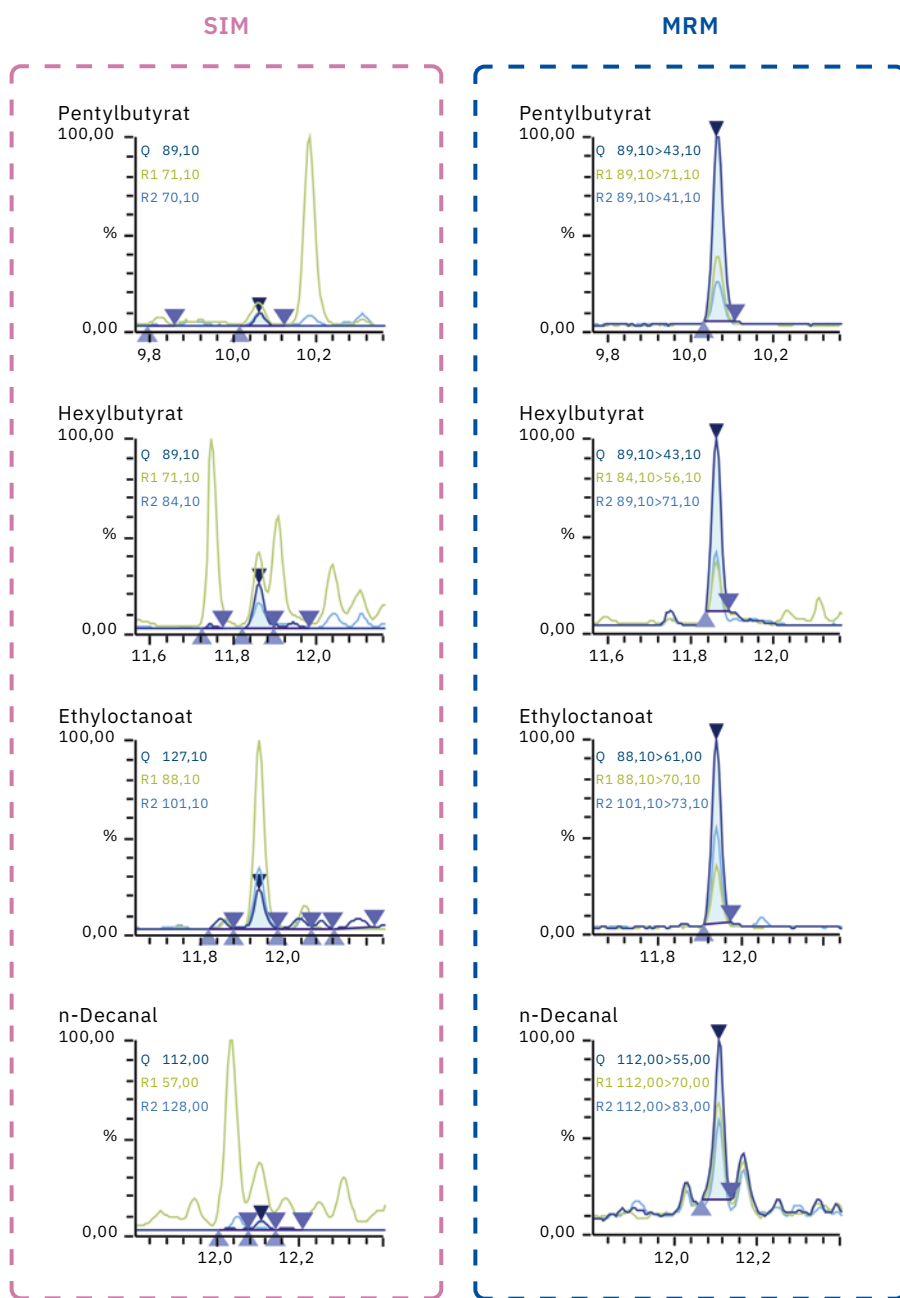 SIM
Pentylbutyrat
100,00
Q 89,10
R1 71,10
R2 70,10
%
0,00
9,8 10,0 10,2
Hexylbutyrat
100,00
Q 89,10
R1 71,10
R2 84,10
%
0,00
11,6 11,8 12,0
Ethyloctanoat
100,00
Q 127,10
R1 88,10
R2 101,10
%
0,00
11,8 12,0
n-Decanal
100,00
Q 112,00
R1 57,00
R2 128,00
%
0,00
12,0 12,2
MRM
Pentylbutyrat
100,00
Q 89,10>43,10
R1 89,10>71,10
R2 89,10>41,10
%
0,00
9,8 10,0 10,2
Hexylbutyrat
100,00
Q 89,10>43,10
R1 84,10>56,10
R2 89,10>71,10
%
0,00
11,6 11,8 12,0
Ethyloctanoat
100,00
Q 88,10>61,00
R1 88,10>70,10
R2 101,10>73,10
%
0,00
11,8 12,0
n-Decanal
100,00
Q 112,00>55,00
R1 112,00>70,00
R2 112,00>83,00
%
0,00
12,0 12,2